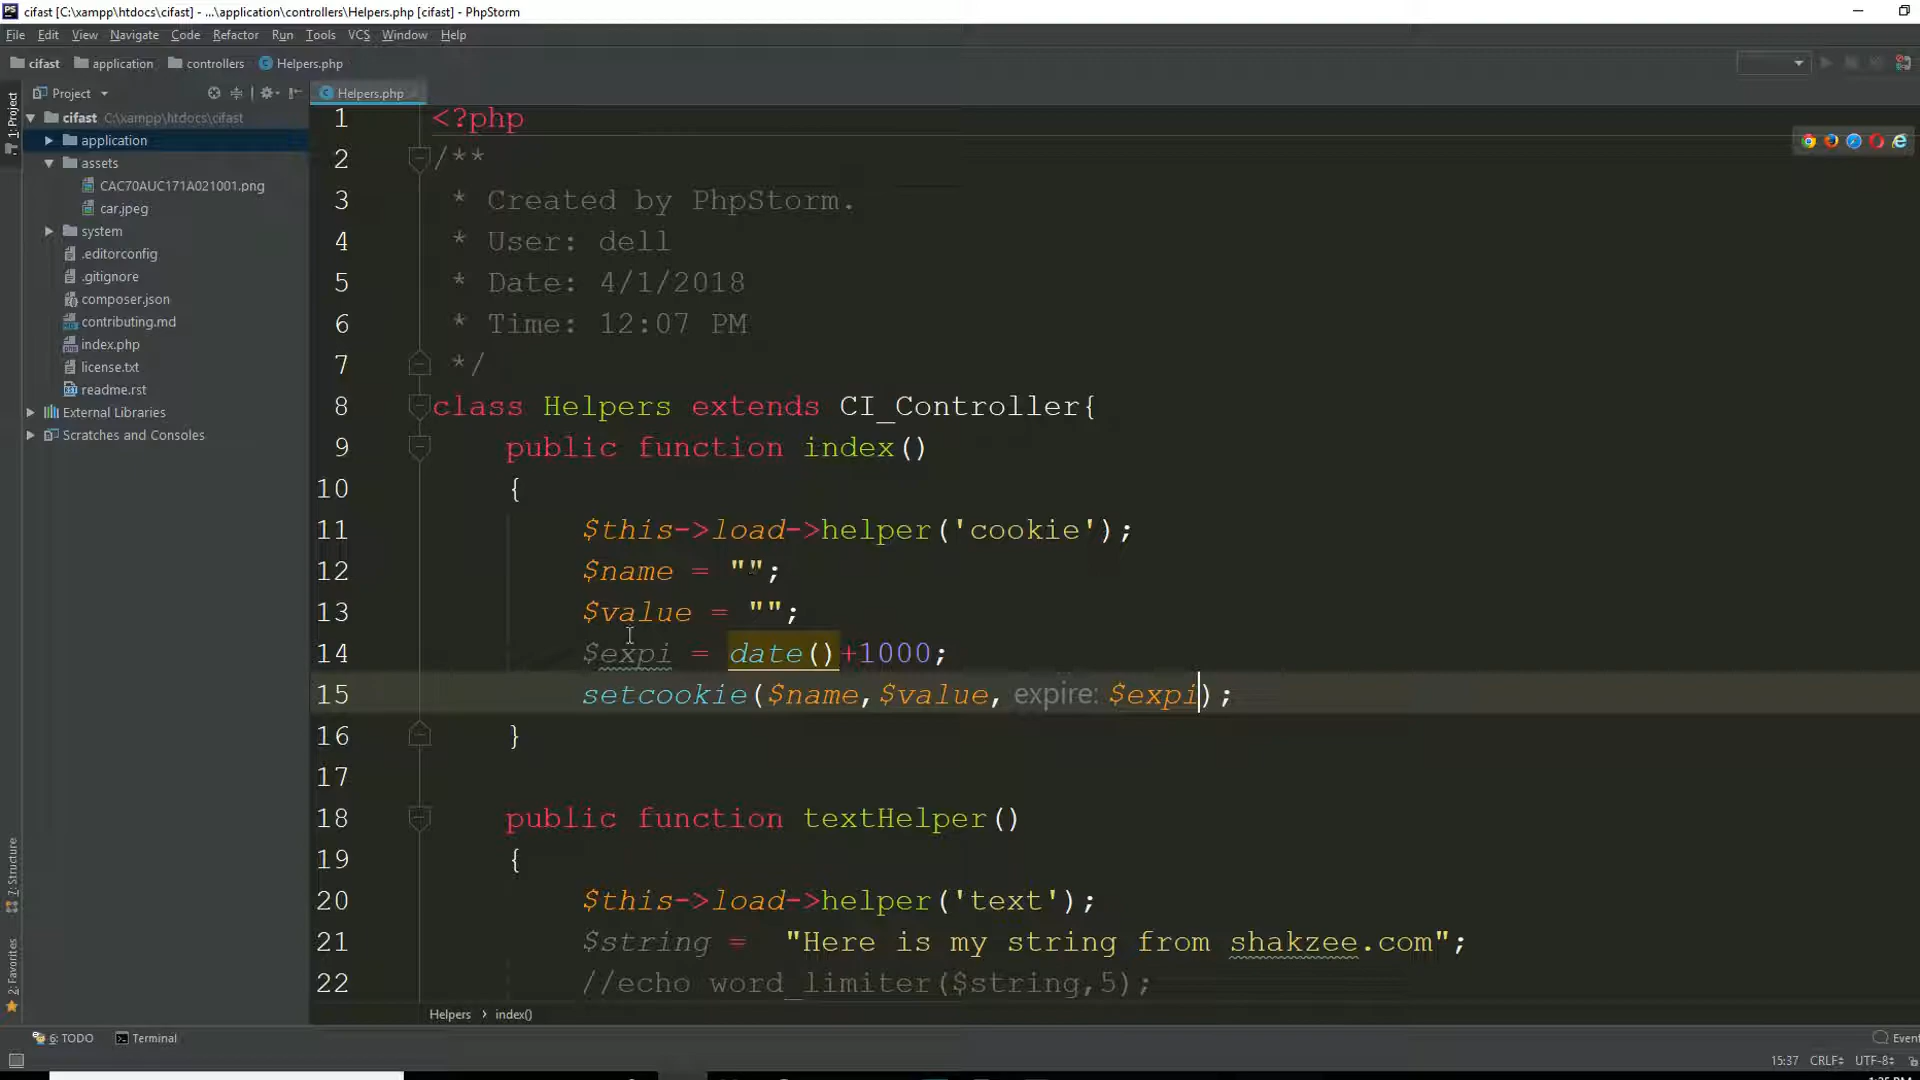 cifast [C:\xampp\htdocs\cifast] - ...\application\controllers\Helpers.php [cifast] - PhpStorm
File Edit View Navigate Code Refactor Run Tools VCS Window Help
cifast application controllers Helpers.php
Project
Helpers.php
1: Project
cifast C:\xampp\htdocs\cifast
application
assets
CAC70AUC171A021001.png
car.jpeg
system
.editorconfig
.gitignore
composer.json
contributing.md
index.php
license.txt
readme.rst
External Libraries
Scratches and Consoles
7: Structure
2: Favorites
1 <?php
2 /**
3 * Created by PhpStorm.
4 * User: dell
5 * Date: 4/1/2018
6 * Time: 12:07 PM
7 */
8 class Helpers extends CI_Controller{
9 public function index()
10 {
11 $this->load->helper('cookie');
12 $name = "";
13 $value = "";
14 $expi = date()+1000;
15 setcookie($name,$value, expire: $expi);
16 }
17
18 public function textHelper()
19 {
20 $this->load->helper('text');
21 $string = "Here is my string from shakzee.com";
22 //echo word_limiter($string,5);
Helpers › index()
6: TODO Terminal
Event
15:37 CRLF UTF-8